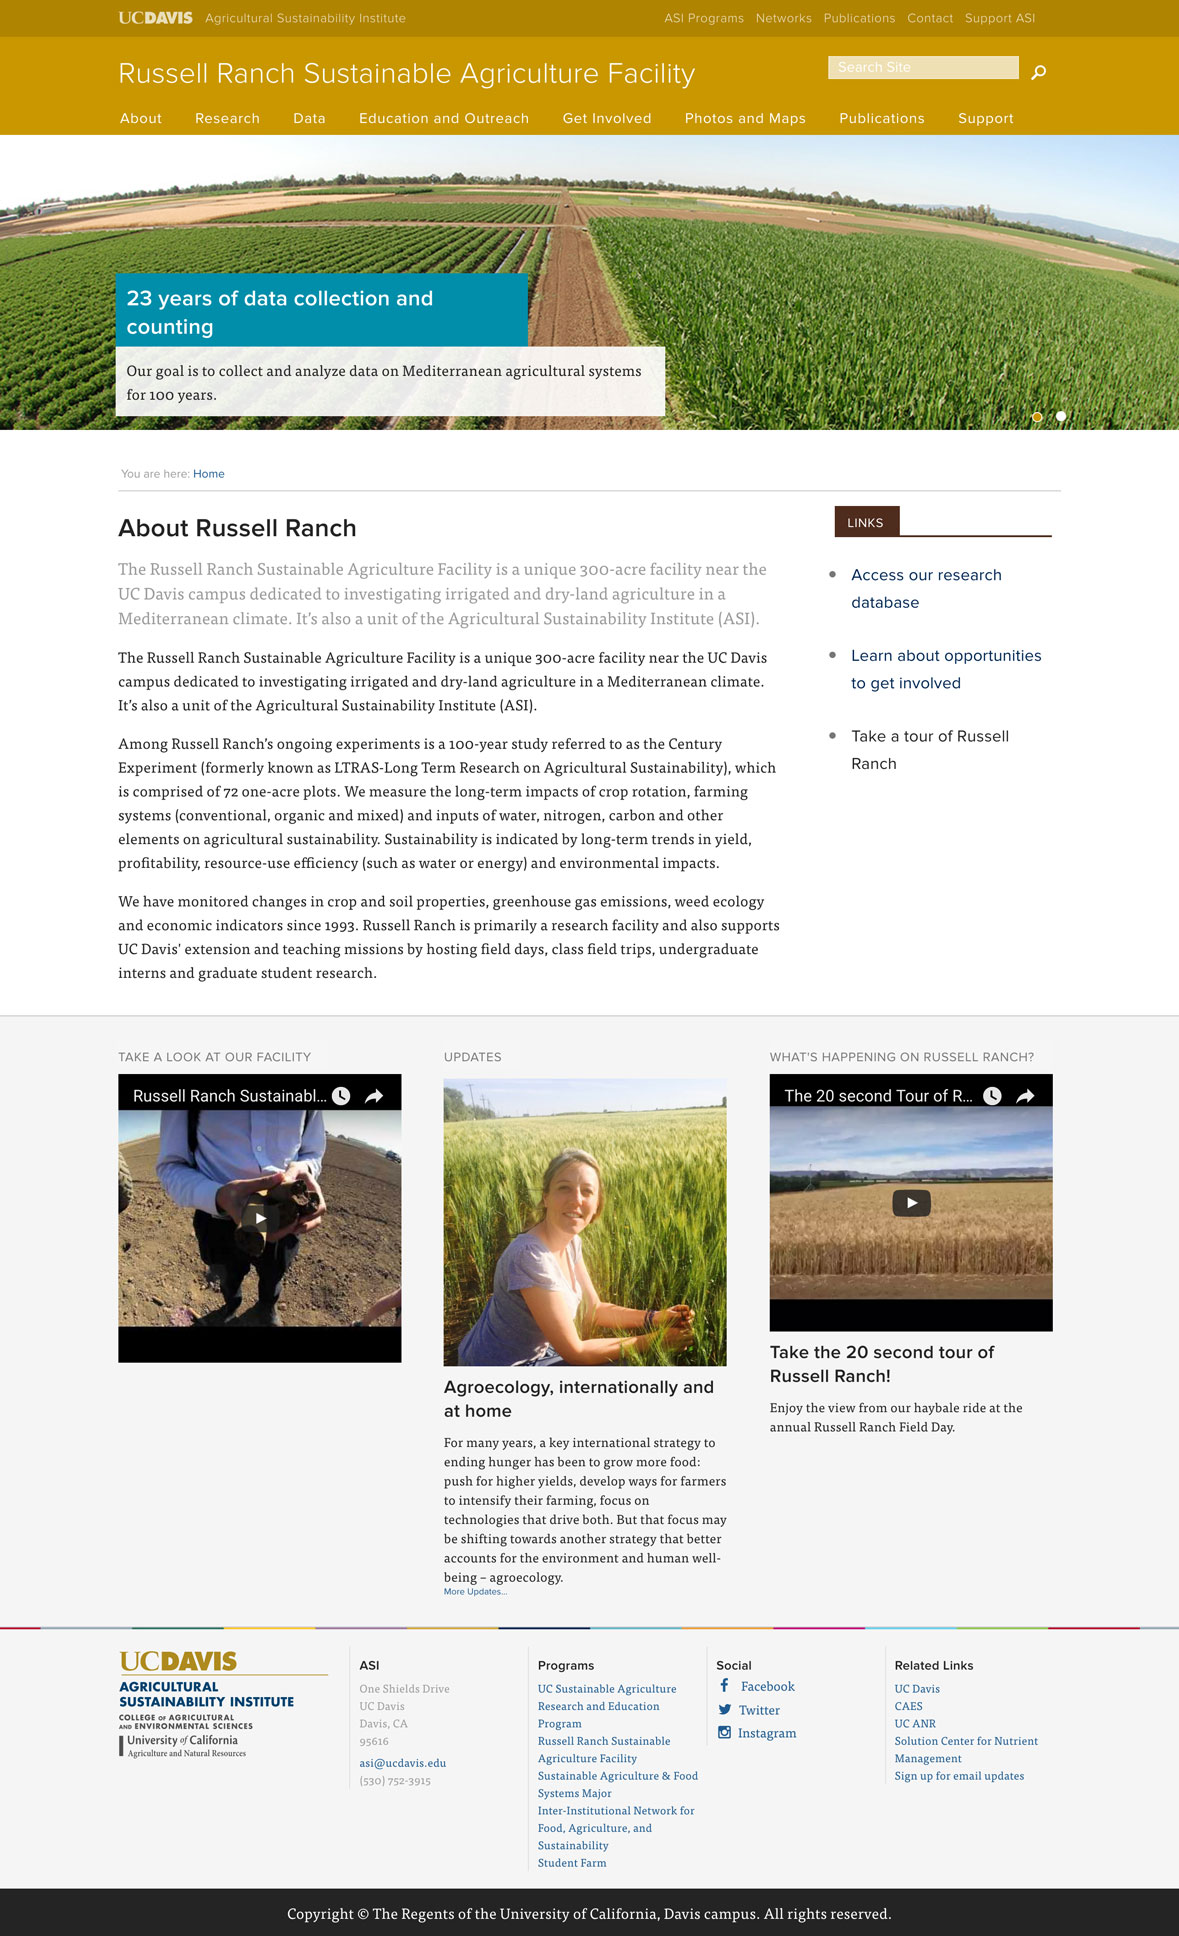 UCDAVIS Agricultural Sustainability Institute
ASI Programs Networks Publications Contact Support ASI
Russell Ranch Sustainable Agriculture Facility
Search Site
About Research Data Education and Outreach Get Involved Photos and Maps Publications Support
23 years of data collection and
counting
Our goal is to collect and analyze data on Mediterranean agricultural systems
for 100 years.
You are here: Home
About Russell Ranch
The Russell Ranch Sustainable Agriculture Facility is a unique 300-acre facility near the
UC Davis campus dedicated to investigating irrigated and dry-land agriculture in a
Mediterranean climate. It's also a unit of the Agricultural Sustainability Institute (ASI).
The Russell Ranch Sustainable Agriculture Facility is a unique 300-acre facility near the UC Davis
campus dedicated to investigating irrigated and dry-land agriculture in a Mediterranean climate.
It's also a unit of the Agricultural Sustainability Institute (ASI).
Among Russell Ranch's ongoing experiments is a 100-year study referred to as the Century
Experiment (formerly known as LTRAS-Long Term Research on Agricultural Sustainability), which
is comprised of 72 one-acre plots. We measure the long-term impacts of crop rotation, farming
systems (conventional, organic and mixed) and inputs of water, nitrogen, carbon and other
elements on agricultural sustainability. Sustainability is indicated by long-term trends in yield,
profitability, resource-use efficiency (such as water or energy) and environmental impacts.
We have monitored changes in crop and soil properties, greenhouse gas emissions, weed ecology
and economic indicators since 1993. Russell Ranch is primarily a research facility and also supports
UC Davis' extension and teaching missions by hosting field days, class field trips, undergraduate
interns and graduate student research.
LINKS
Access our research
database
Learn about opportunities
to get involved
Take a tour of Russell
Ranch
TAKE A LOOK AT OUR FACILITY
Russell Ranch Sustainabl...
UPDATES
Agroecology, internationally and
at home
For many years, a key international strategy to
ending hunger has been to grow more food:
push for higher yields, develop ways for farmers
to intensify their farming, focus on
technologies that drive both. But that focus may
be shifting towards another strategy that better
accounts for the environment and human well-
being – agroecology.
More Updates...
WHAT'S HAPPENING ON RUSSELL RANCH?
The 20 second Tour of R...
Take the 20 second tour of
Russell Ranch!
Enjoy the view from our haybale ride at the
annual Russell Ranch Field Day.
UCDAVIS
AGRICULTURAL
SUSTAINABILITY INSTITUTE
COLLEGE OF AGRICULTURAL
AND ENVIRONMENTAL SCIENCES
University of California
Agriculture and Natural Resources
ASI
One Shields Drive
UC Davis
Davis, CA
95616
asi@ucdavis.edu
(530) 752-3915
Programs
UC Sustainable Agriculture
Research and Education
Program
Russell Ranch Sustainable
Agriculture Facility
Sustainable Agriculture & Food
Systems Major
Inter-Institutional Network for
Food, Agriculture, and
Sustainability
Student Farm
Social
Facebook
Twitter
Instagram
Related Links
UC Davis
CAES
UC ANR
Solution Center for Nutrient
Management
Sign up for email updates
Copyright © The Regents of the University of California, Davis campus. All rights reserved.